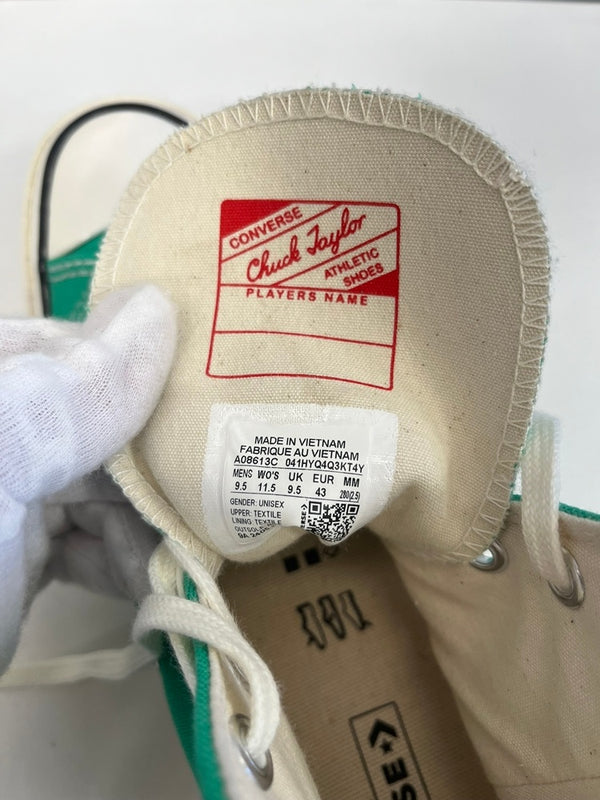 CONVERSE
Chuck Taylor
ATHLETIC
SHOES
PLAYERS NAME
MADE IN VIETNAM
FABRIQUE AU VIETNAM
A08613C 041HYQ4Q3KT4Y
MENS WO'S UK EUR MM
9.5 11.5 9.5 43 280(2.5)
GENDER: UNISEX
UPPER: TEXTILE
LINING: TEXTILE